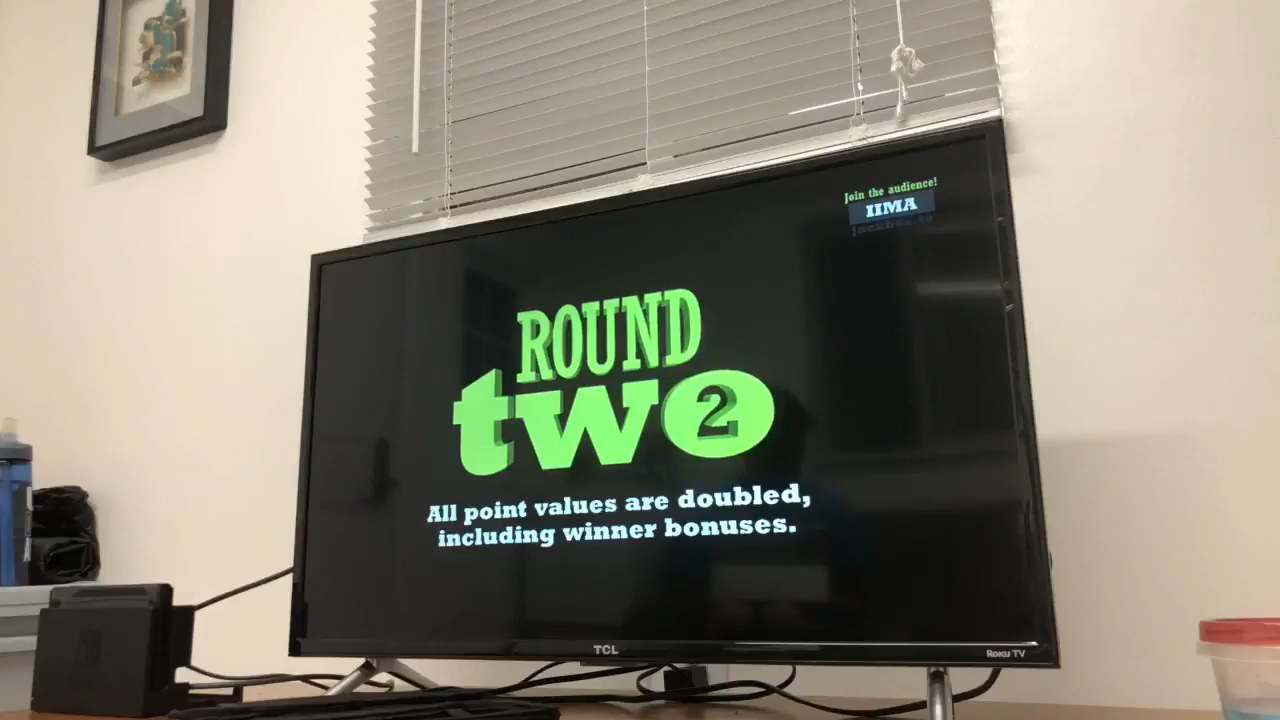 Join the audience!
IIMA
ROUND
two
2
All point values are doubled,
including winner bonuses.
TCL
ROKU TV